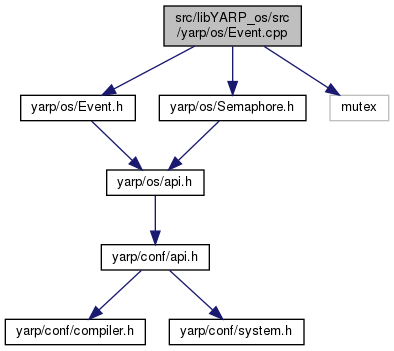 src/libYARP_os/src
/yarp/os/Event.cpp
yarp/os/Event.h
yarp/os/Semaphore.h
mutex
yarp/os/api.h
yarp/conf/api.h
yarp/conf/compiler.h
yarp/conf/system.h